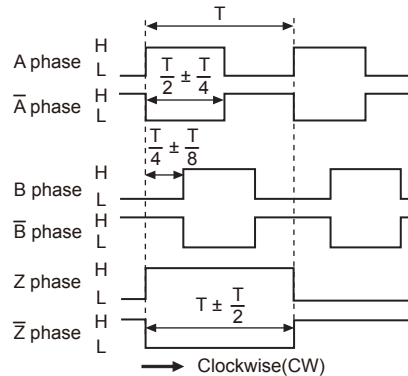 T
H
A phase
L
T/2 ± T/4
H
A̅ phase
L
T/4 ± T/8
H
B phase
L
H
B̅ phase
L
H
Z phase
L
T ± T/2
H
Z̅ phase
L
Clockwise(CW)